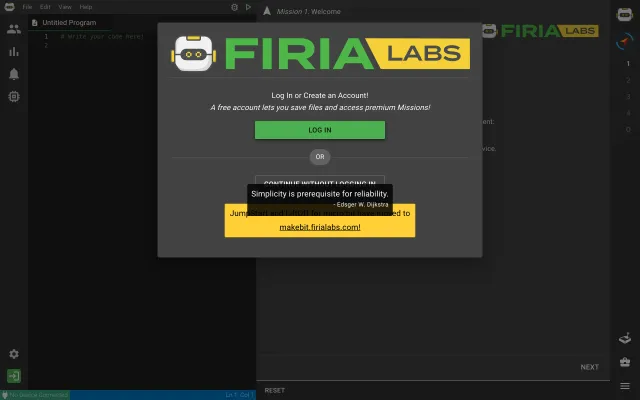 File Edit View Help
Mission 1. Welcome
Untitled Program
1 # Write your code here:
2
FIRIA LABS
FIRIA LABS
Log In or Create an Account!
A free account lets you save files and access premium Missions!
LOG IN
OR
CONTINUE WITHOUT LOGGING IN
Simplicity is prerequisite for reliability.
- Edsger W. Dijkstra
Jumpstart
moved to
makebit.firialabs.com!
1
2
3
4
NEXT
RESET
No Device Connected
Ln 1, Col 1